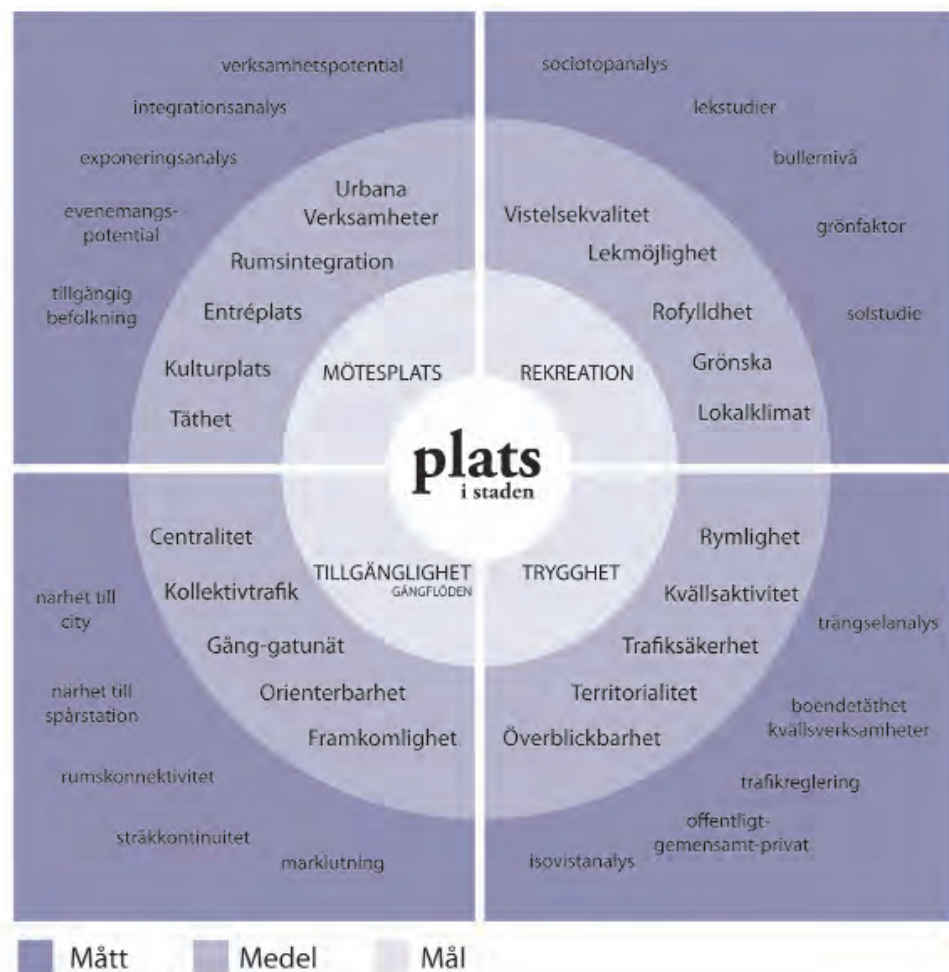 verksamhetspotential
integrationsanalys
exponeringsanalys
evenemangs-
potential
tillgängig
befolkning
Urbana
Verksamheter
Rumsintegration
Entréplats
Kulturplats
Täthet
MÖTESPLATS
sociotopanalys
lekstudier
bullernivå
grönfaktor
solstudie
Vistelsekvalitet
Lekmöjlighet
Rofylldhet
Grönska
Lokalklimat
REKREATION
plats
i staden
Centralitet
Kollektivtrafik
Gång-gatunät
Orienterbarhet
Framkomlighet
TILLGÄNGLIGHET
GÅNGFLÖDEN
närhet till
city
närhet till
spårstation
rumskonnektivitet
stråkkontinuitet
marklutning
TRYGGHET
Rymlighet
Kvällsaktivitet
Trafiksäkerhet
Territorialitet
Överblickbarhet
trängselanalys
boendetäthet
kvällsverksamheter
trafikreglering
offentligt-
gemensamt-privat
isovistanalys
Mått
Medel
Mål